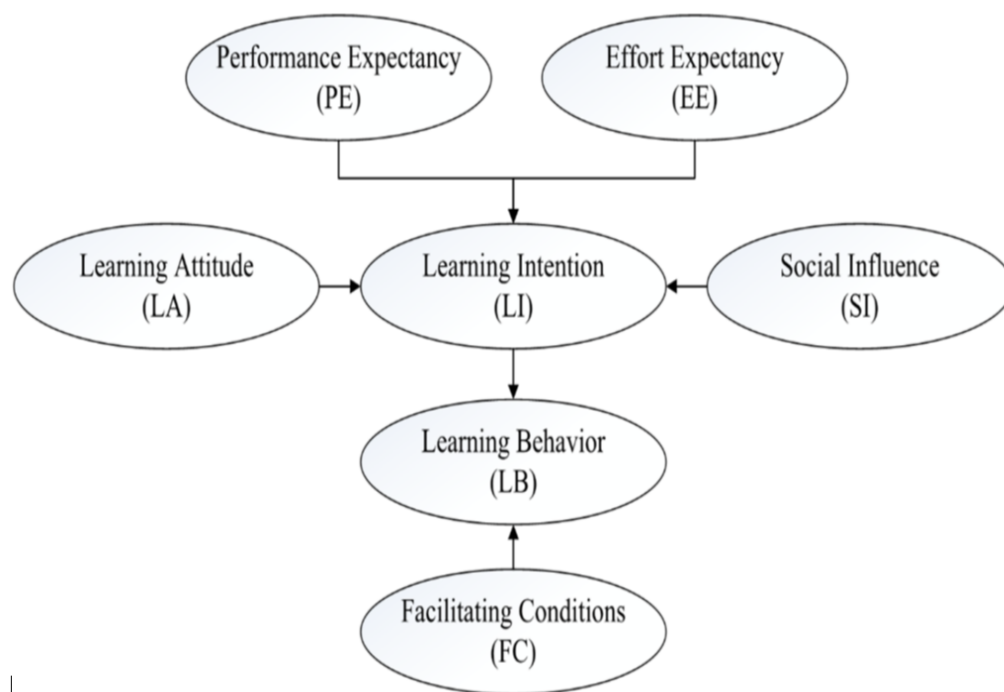 Performance Expectancy
(PE)
Effort Expectancy
(EE)
Learning Attitude
(LA)
Learning Intention
(LI)
Social Influence
(SI)
Learning Behavior
(LB)
Facilitating Conditions
(FC)